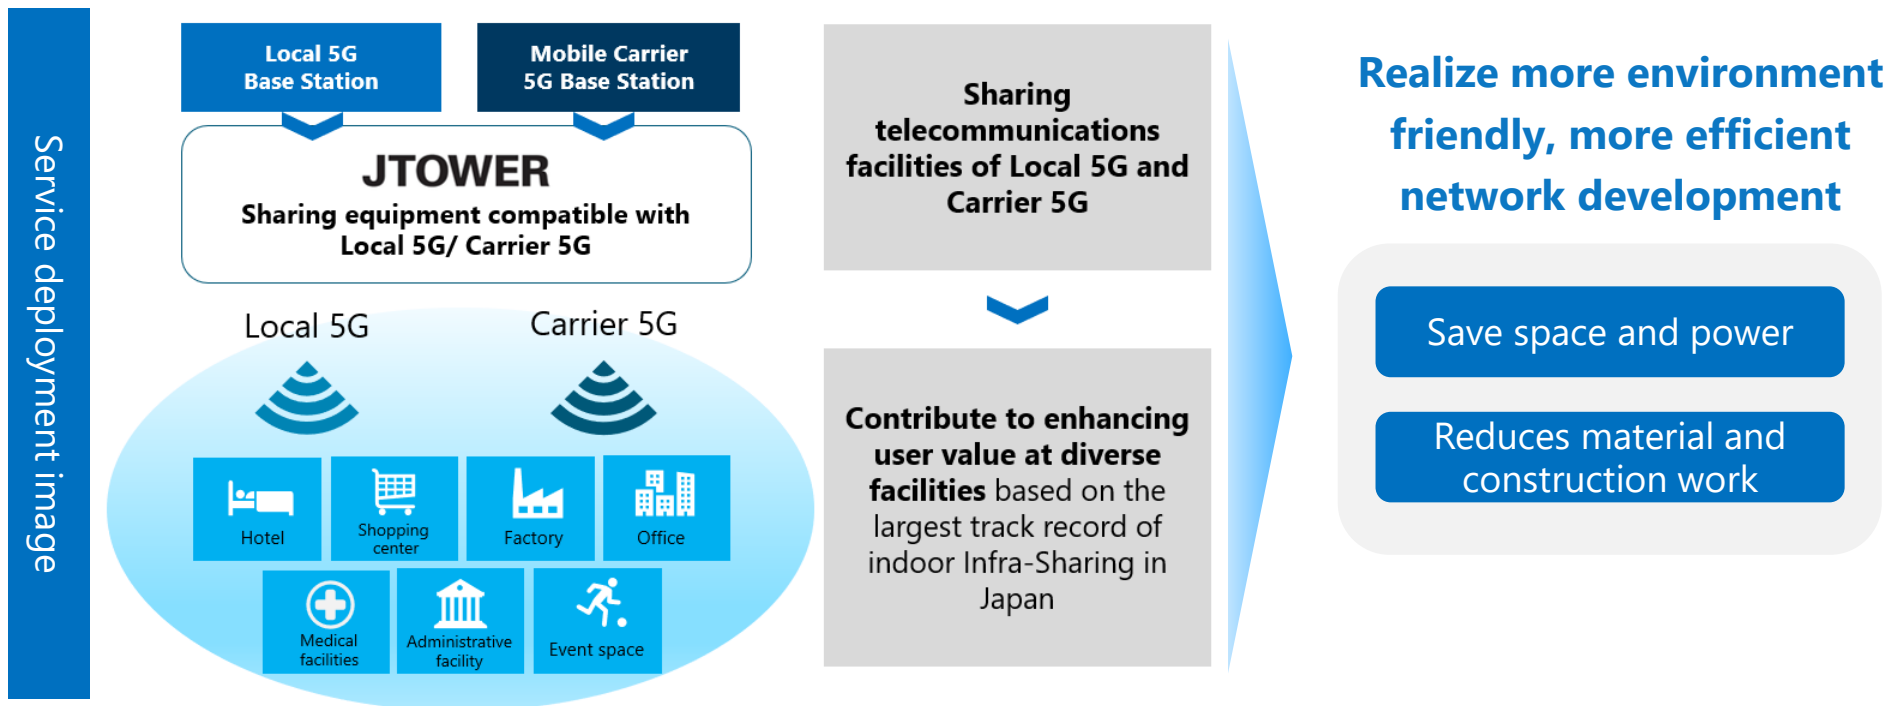 Service deployment image
Local 5G
Base Station
Mobile Carrier
5G Base Station
JTOWER
Sharing equipment compatible with
Local 5G/ Carrier 5G
Local 5G
Carrier 5G
Hotel
Shopping
center
Factory
Office
Medical
facilities
Administrative
facility
Event space
Sharing
telecommunications
facilities of Local 5G and
Carrier 5G
Contribute to enhancing
user value at diverse
facilities based on the
largest track record of
indoor Infra-Sharing in
Japan
Realize more environment
friendly, more efficient
network development
Save space and power
Reduces material and
construction work